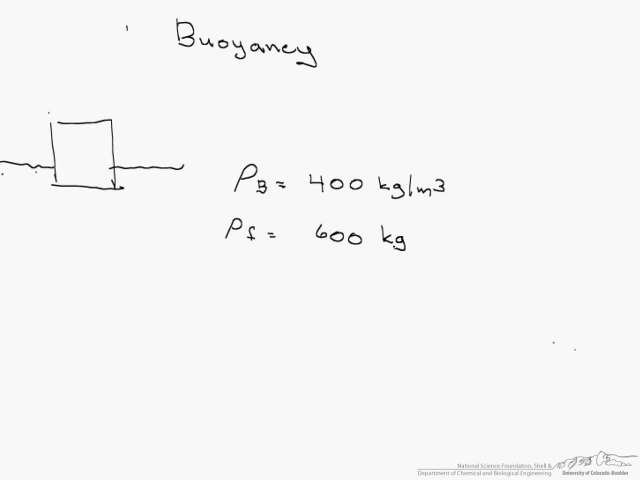 Buoyancy
ρB = 400 kg/m3
ρf = 600 kg
National Science Foundation, Shell &
Department of Chemical and Biological Engineering
University of Colorado-Boulder